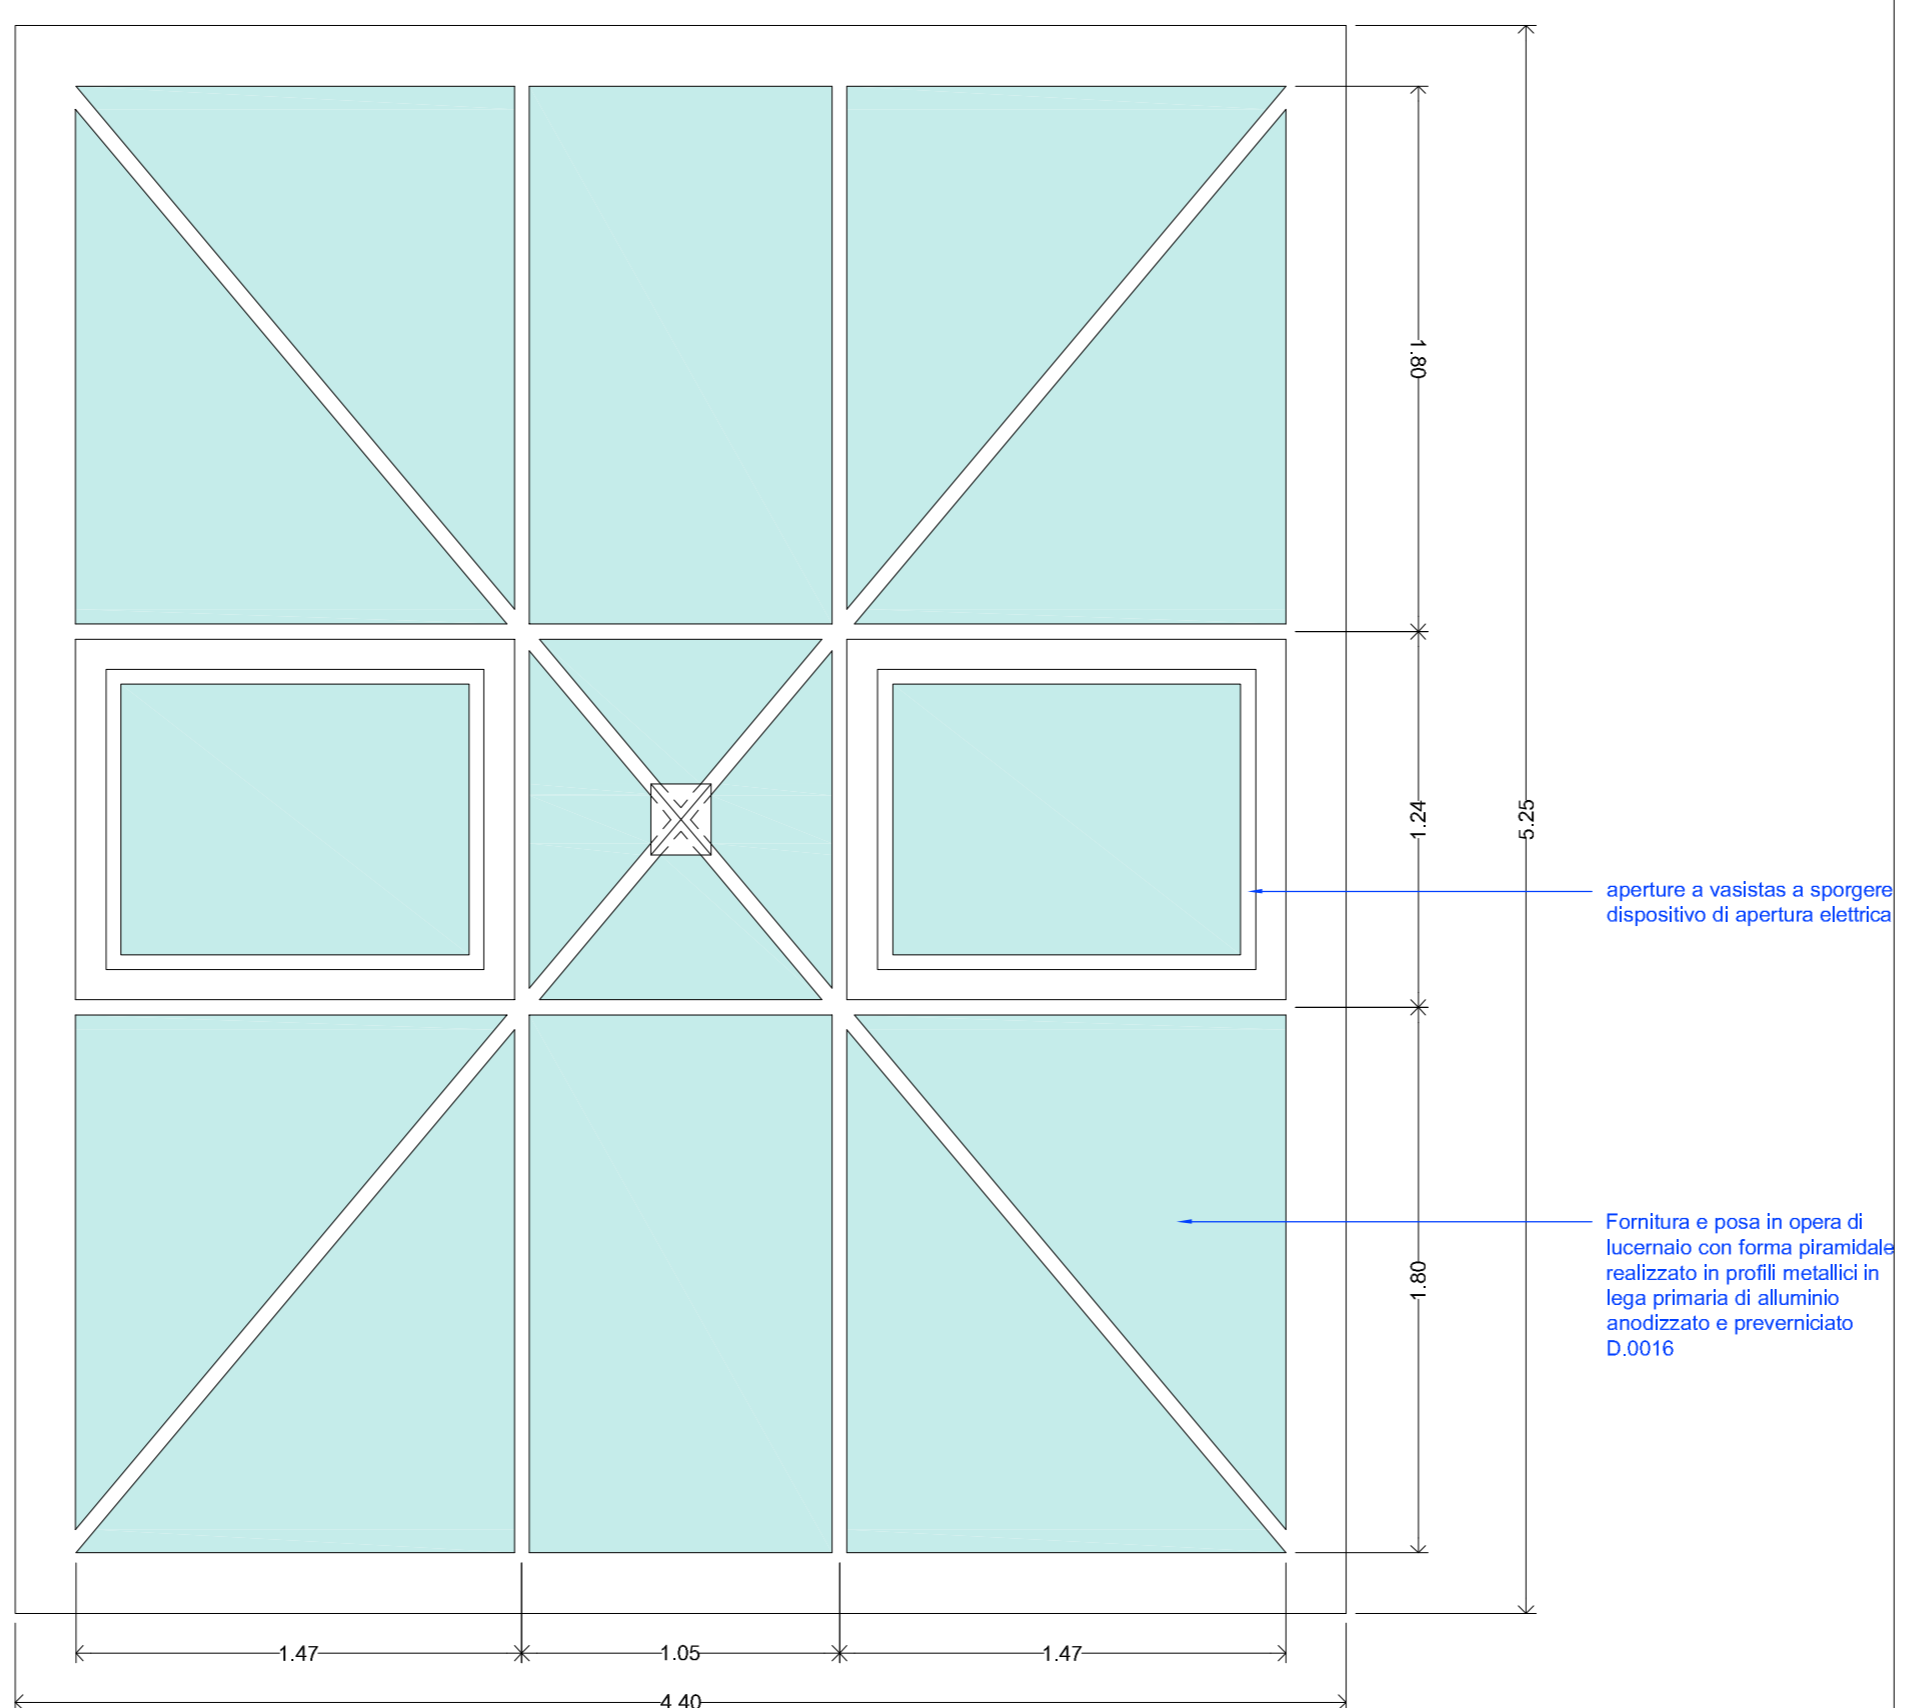 1.80
1.24
5.25
aperture a vasistas a sporgere
dispositivo di apertura elettrica
Fornitura e posa in opera di
lucernaio con forma piramidale
realizzato in profili metallici in
lega primaria di alluminio
anodizzato e preverniciato
D.0016
1.80
1.47
1.05
1.47
4.40